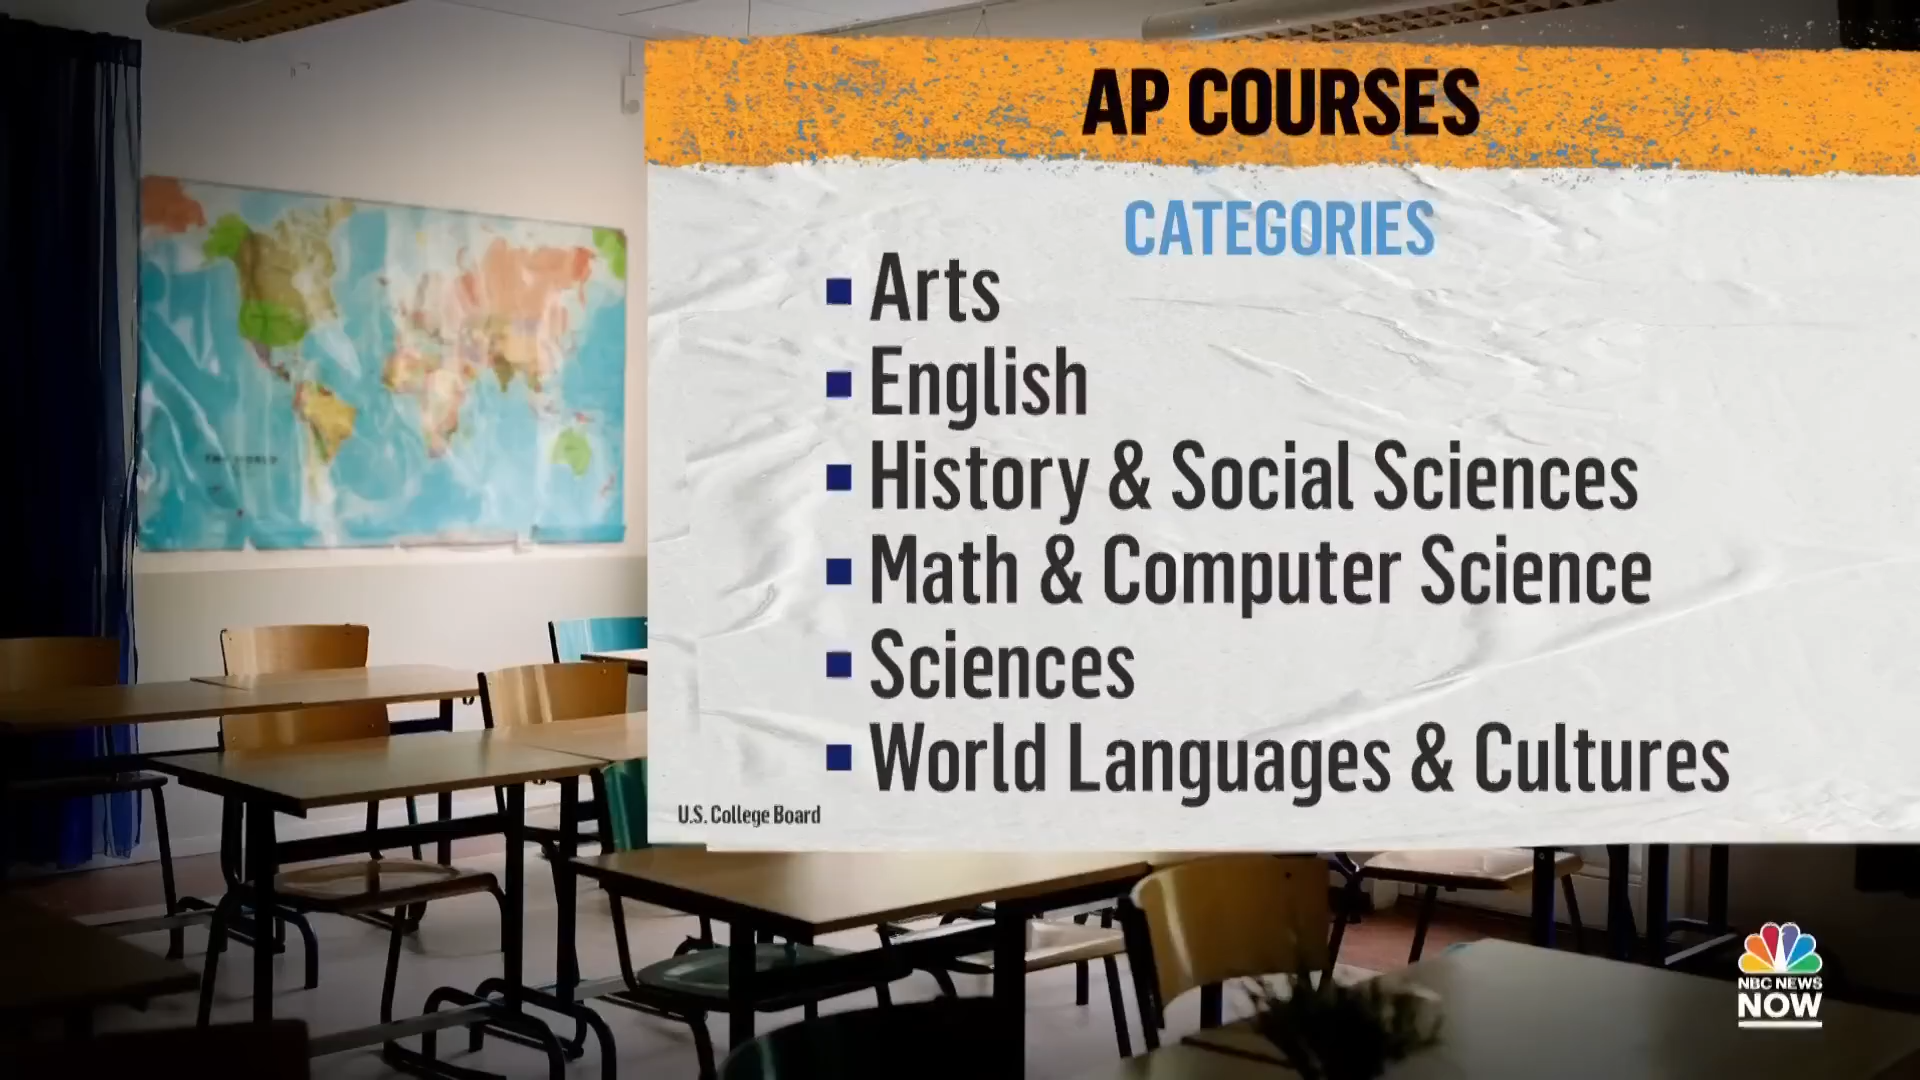 AP COURSES
CATEGORIES
Arts
English
History & Social Sciences
Math & Computer Science
Sciences
World Languages & Cultures
U.S. College Board
NBC NEWS
NOW